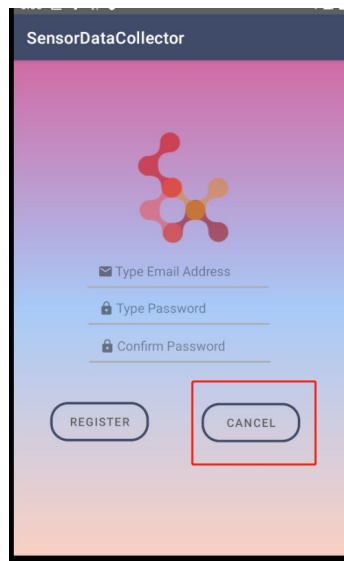 SensorDataCollector
Type Email Address
Type Password
Confirm Password
REGISTER
CANCEL